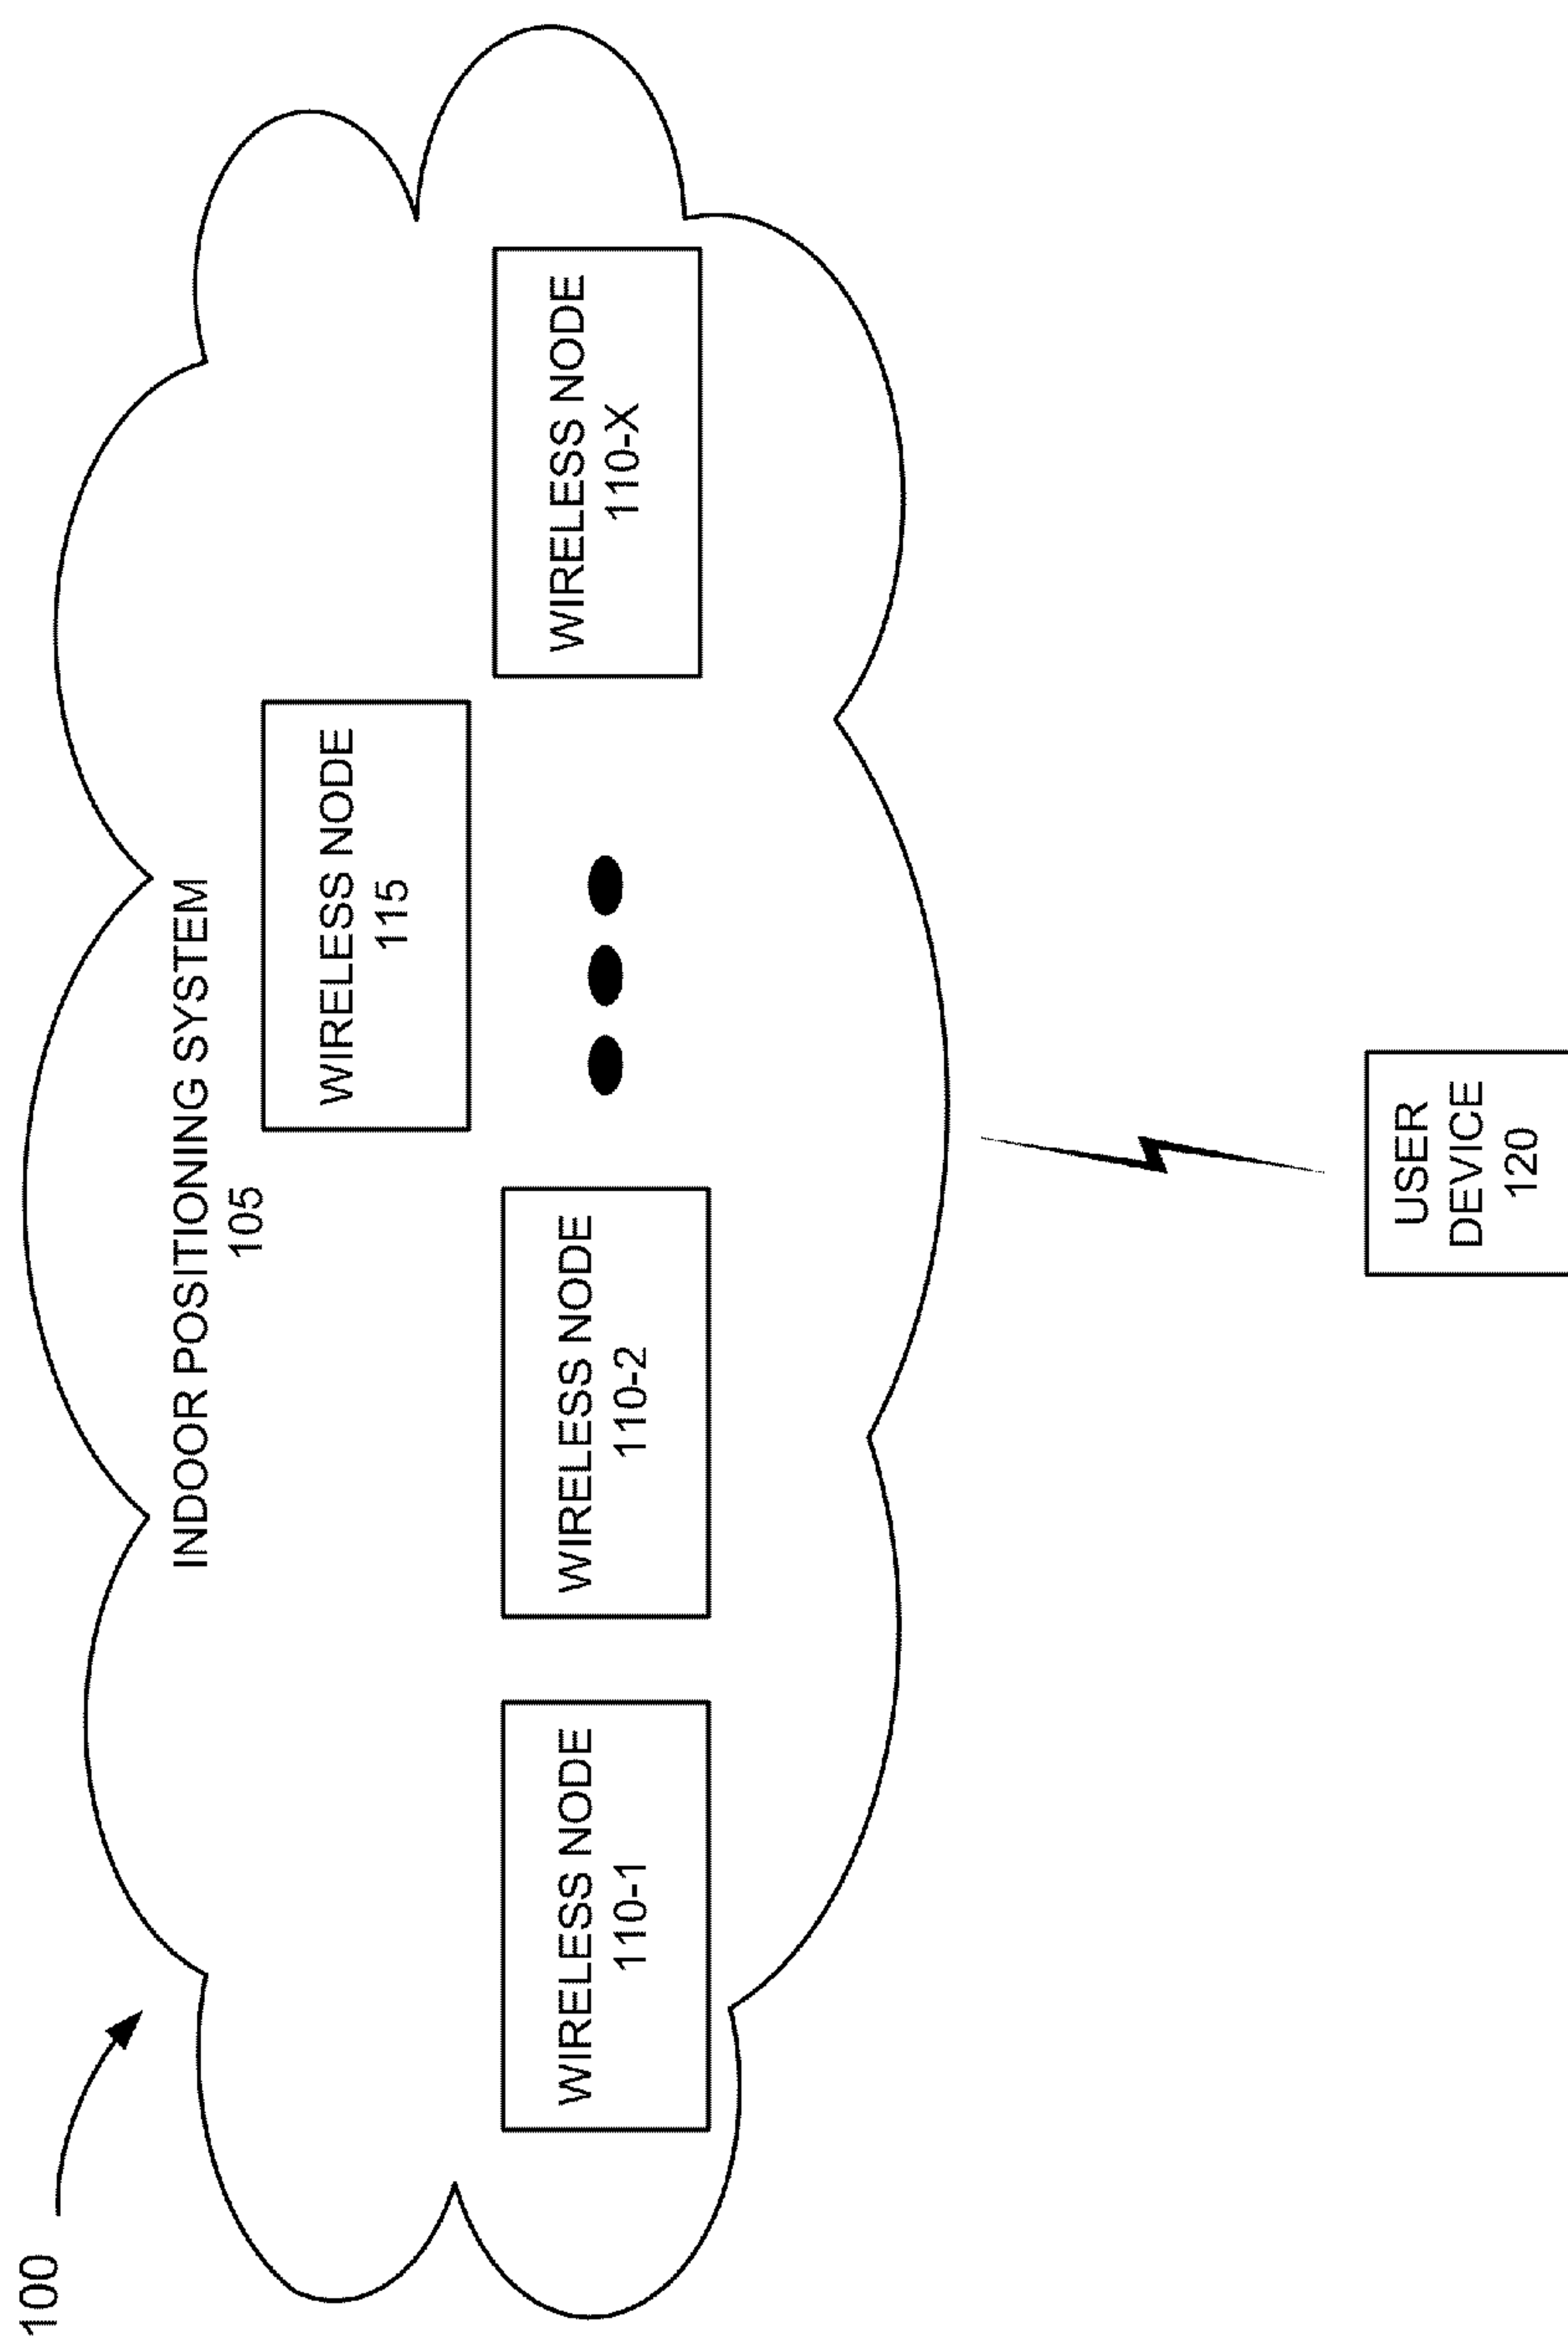 100
INDOOR POSITIONING SYSTEM
105
WIRELESS NODE
115
WIRELESS NODE
110-1
WIRELESS NODE
110-2
WIRELESS NODE
110-X
USER
DEVICE
120